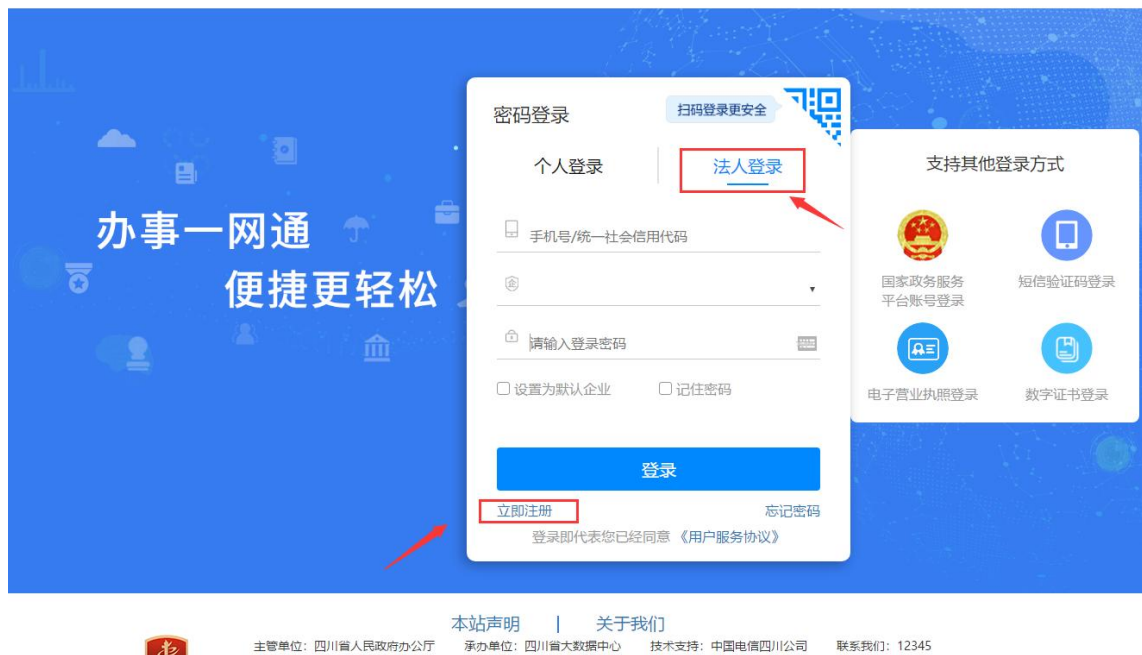 办事一网通
便捷更轻松
密码登录
扫码登录更安全
个人登录
法人登录
手机号/统一社会信用代码
请输入登录密码
设置为默认企业
记住密码
登录
立即注册
忘记密码
登录即代表您已经同意 《用户服务协议》
支持其他登录方式
国家政务服务
平台账号登录
短信验证码登录
电子营业执照登录
数字证书登录
本站声明 | 关于我们
主管单位：四川省人民政府办公厅 承办单位：四川省大数据中心 技术支持：中国电信四川公司 联系我们：12345